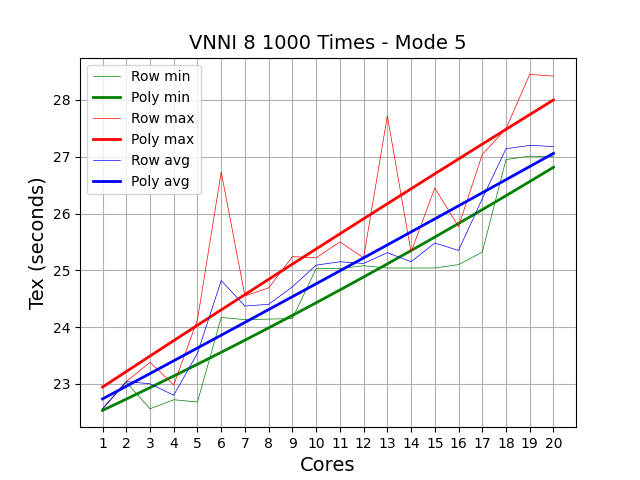 VNNI 8 1000 Times - Mode 5
Row min
Poly min
Row max
Poly max
Row avg
Poly avg
28
27
26
25
24
23
Tex (seconds)
1 2 3 4 5 6 7 8 9 10 11 12 13 14 15 16 17 18 19 20
Cores